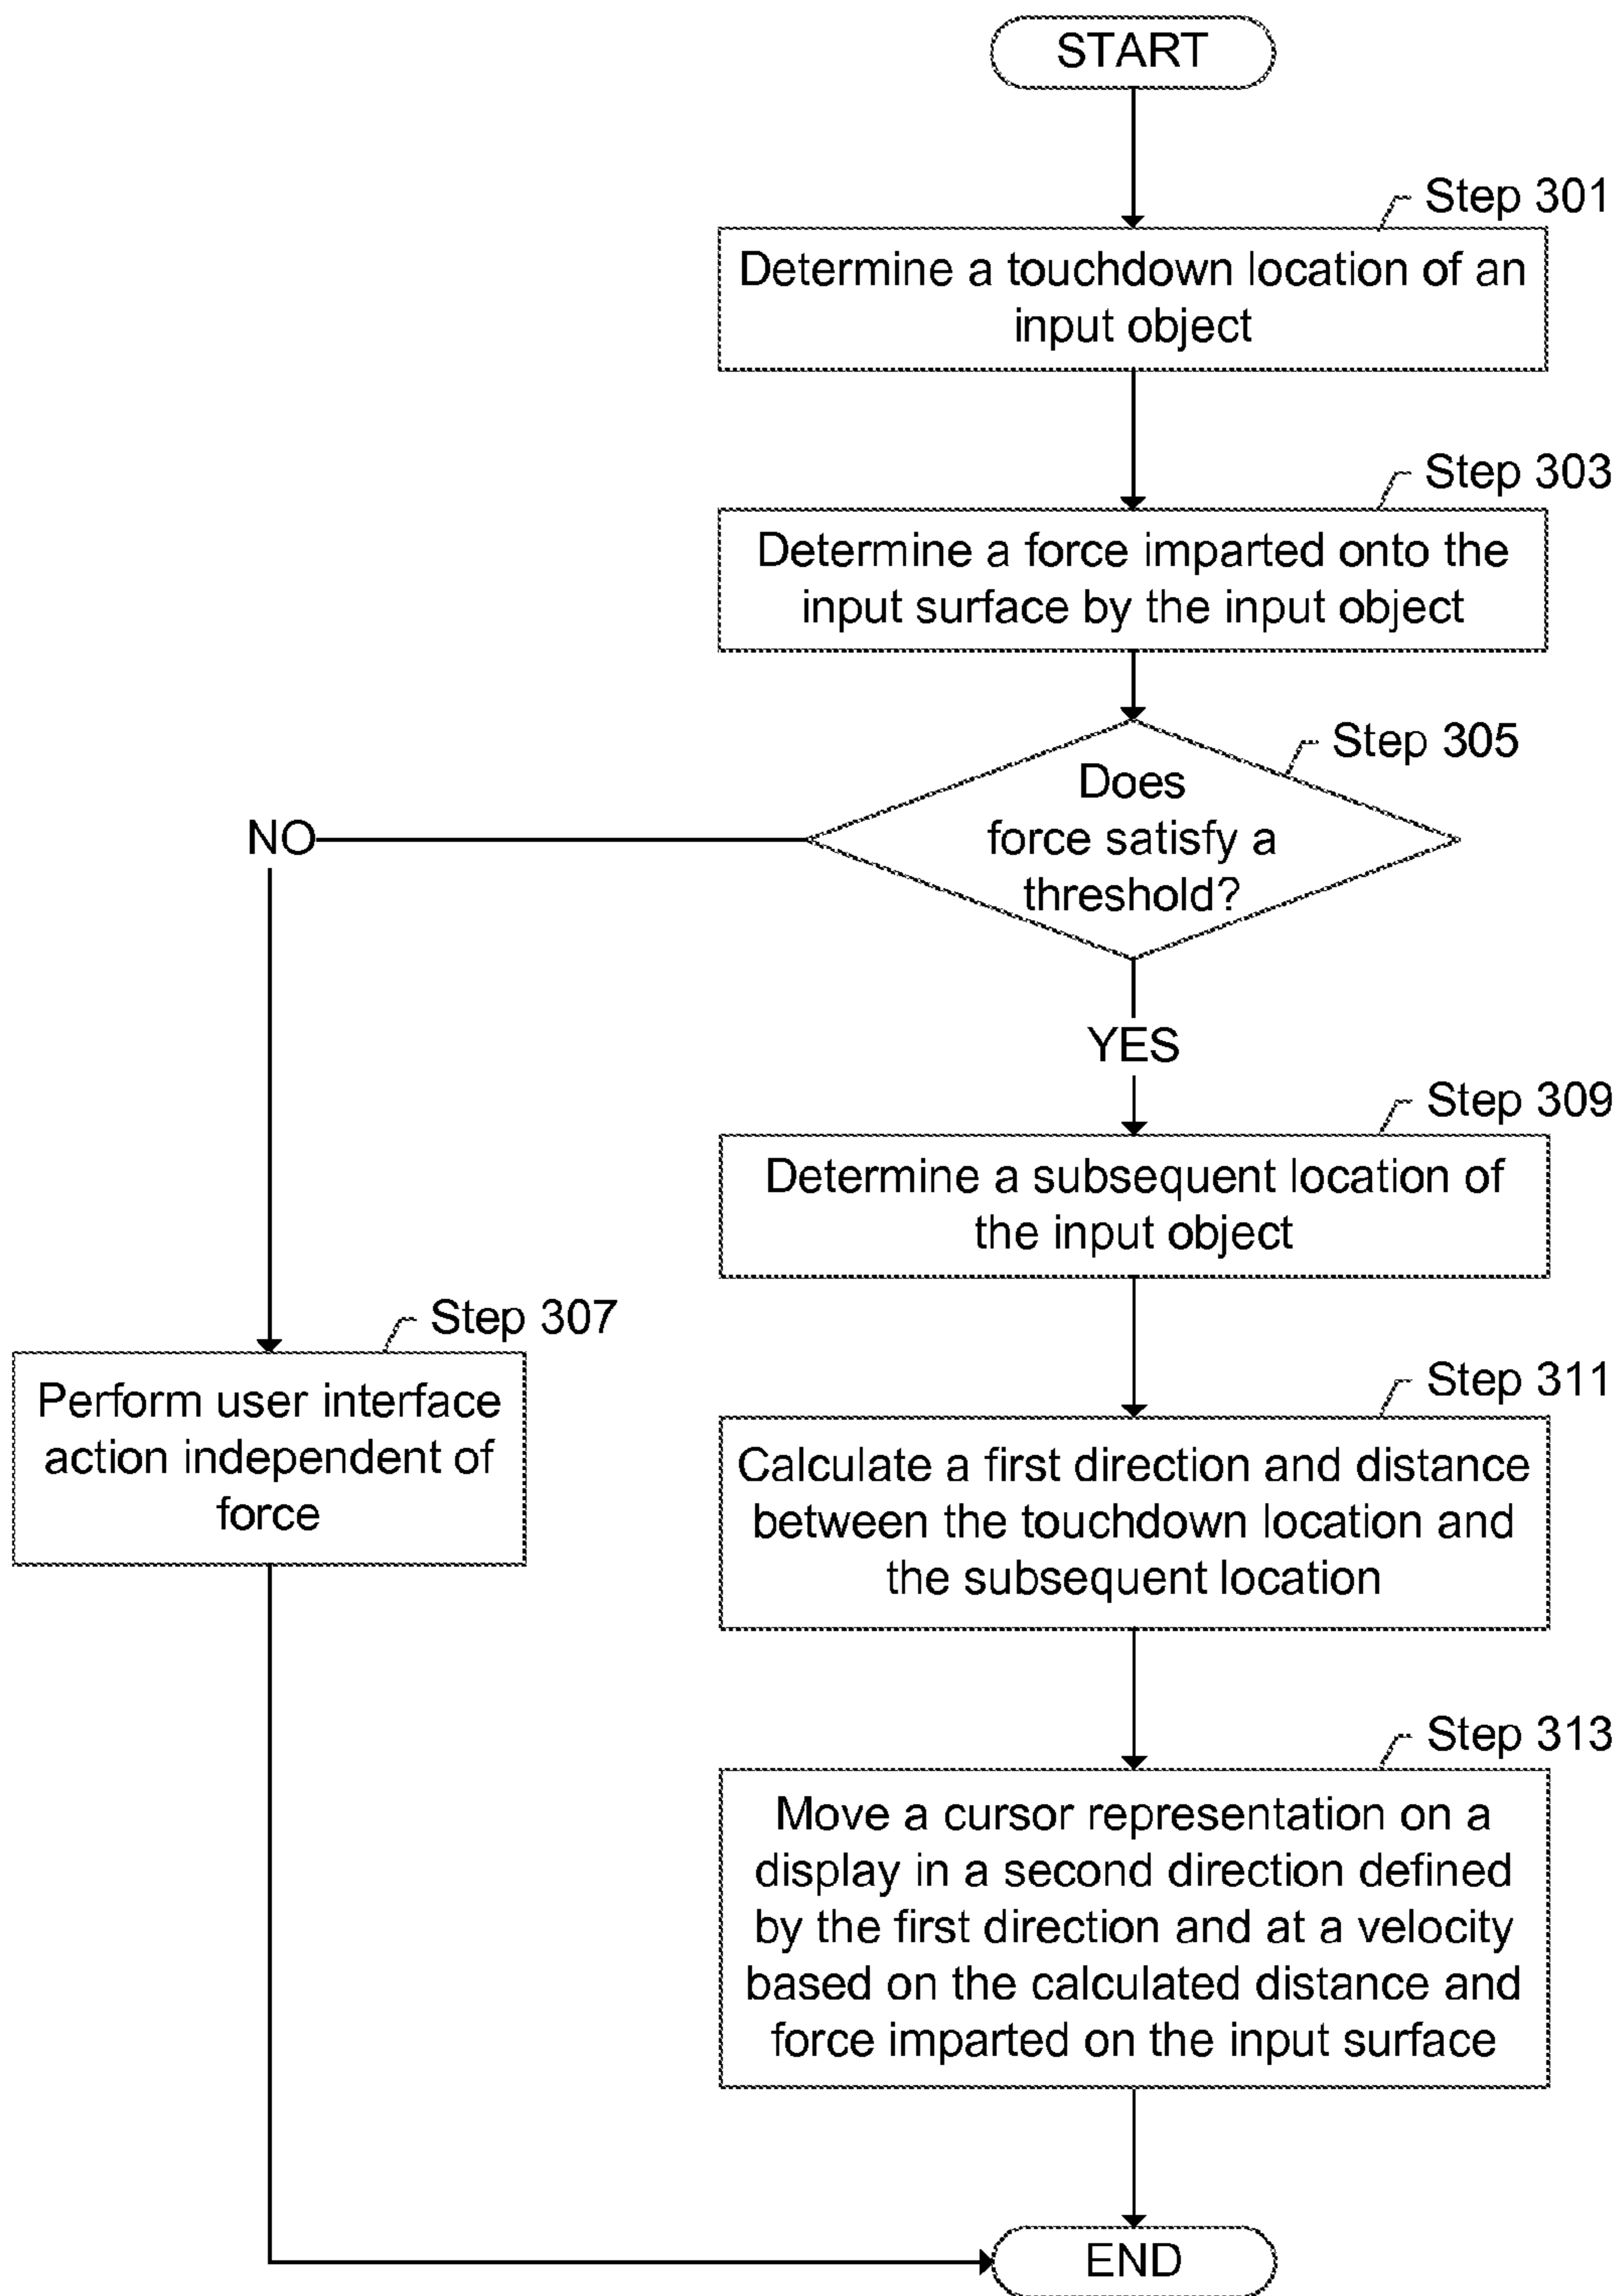 START
Step 301
Determine a touchdown location of an
input object
Step 303
Determine a force imparted onto the
input surface by the input object
Step 305
Does
force satisfy a
threshold?
NO
YES
Step 309
Determine a subsequent location of
the input object
Step 307
Perform user interface
action independent of
force
Step 311
Calculate a first direction and distance
between the touchdown location and
the subsequent location
Step 313
Move a cursor representation on a
display in a second direction defined
by the first direction and at a velocity
based on the calculated distance and
force imparted on the input surface
END